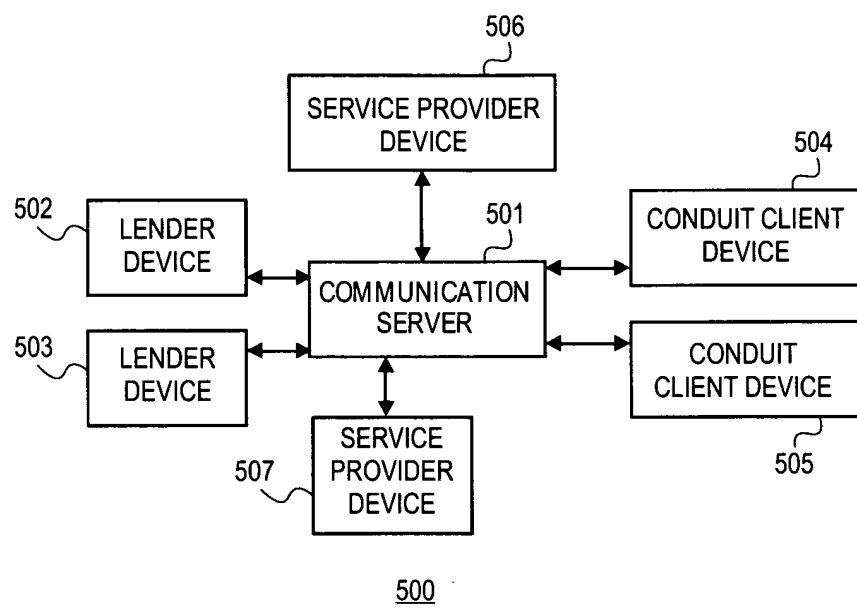 506
SERVICE PROVIDER
DEVICE
504
502
LENDER
DEVICE
501
CONDUIT CLIENT
DEVICE
COMMUNICATION
SERVER
503
LENDER
DEVICE
CONDUIT
CLIENT DEVICE
505
SERVICE
PROVIDER
DEVICE
507
500